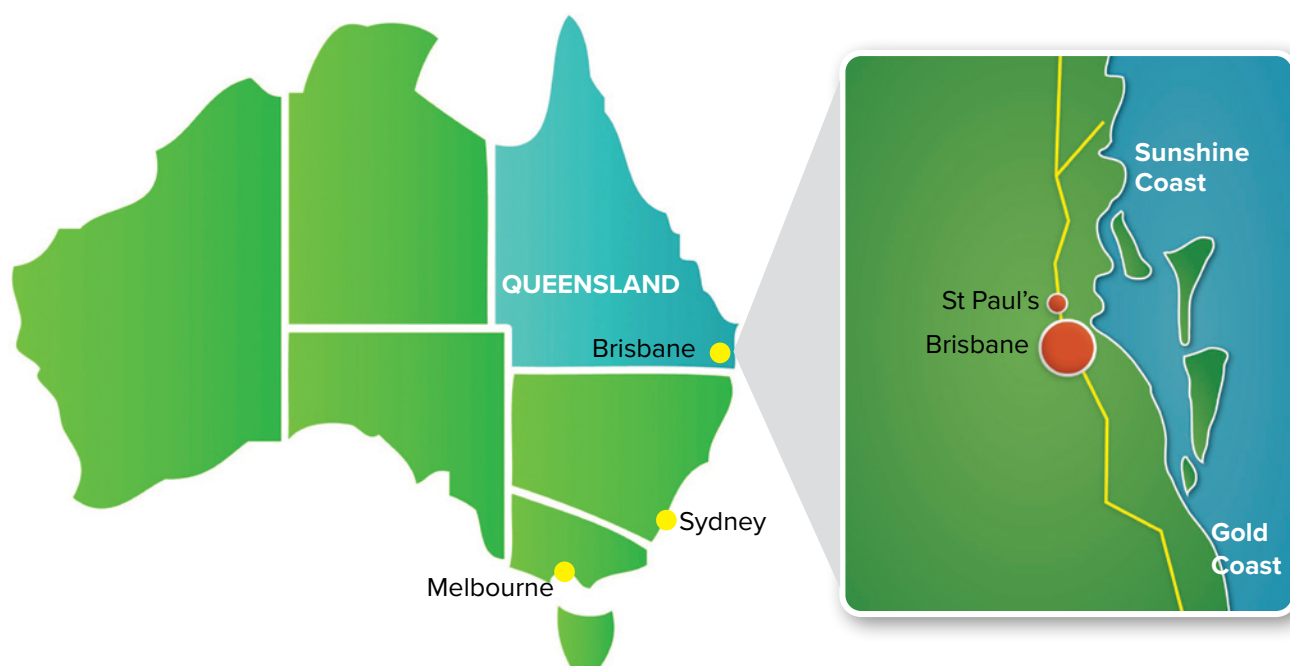 QUEENSLAND
Brisbane
Sydney
Melbourne
Sunshine
Coast
St Paul's
Brisbane
Gold
Coast